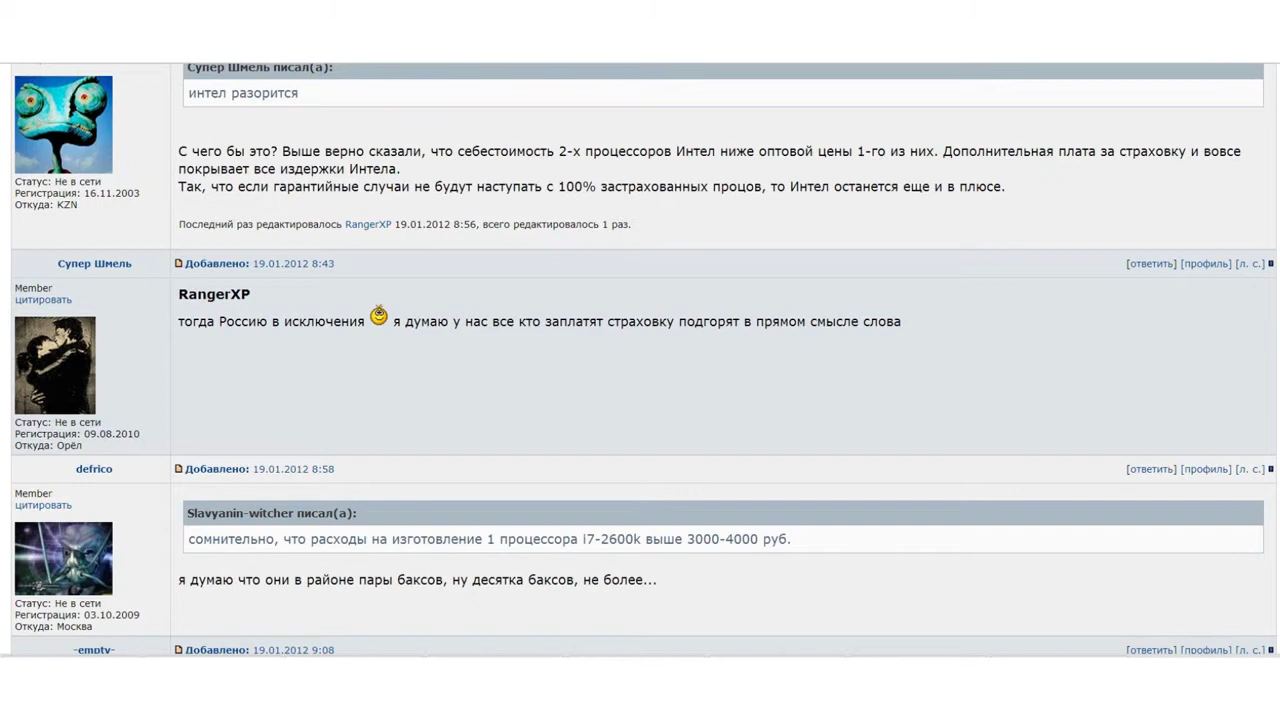 Супер Шмель писал(а):
интел разорится
С чего бы это? Выше верно сказали, что себестоимость 2-х процессоров Интел ниже оптовой цены 1-го из них. Дополнительная плата за страховку и вовсе
покрывает все издержки Интела.
Так, что если гарантийные случаи не будут наступать с 100% застрахованных процов, то Интел останется еще и в плюсе.
Статус: Не в сети
Регистрация: 16.11.2003
Откуда: KZN
Последний раз редактировалось RangerXP 19.01.2012 8:56, всего редактировалось 1 раз.
Супер Шмель
Добавлено: 19.01.2012 8:43
[ответить] [профиль] [л. с.]
Member
цитировать
RangerXP
тогда Россию в исключения я думаю у нас все кто заплатят страховку подгорят в прямом смысле слова
Статус: Не в сети
Регистрация: 09.08.2010
Откуда: Орёл
defrico
Добавлено: 19.01.2012 8:58
[ответить] [профиль] [л. с.]
Member
цитировать
Slavyanin-witcher писал(а):
сомнительно, что расходы на изготовление 1 процессора i7-2600k выше 3000-4000 руб.
я думаю что они в районе пары баксов, ну десятка баксов, не более...
Статус: Не в сети
Регистрация: 03.10.2009
Откуда: Москва
-empty-
Добавлено: 19.01.2012 9:08
[ответить] [профиль] [л. с.]